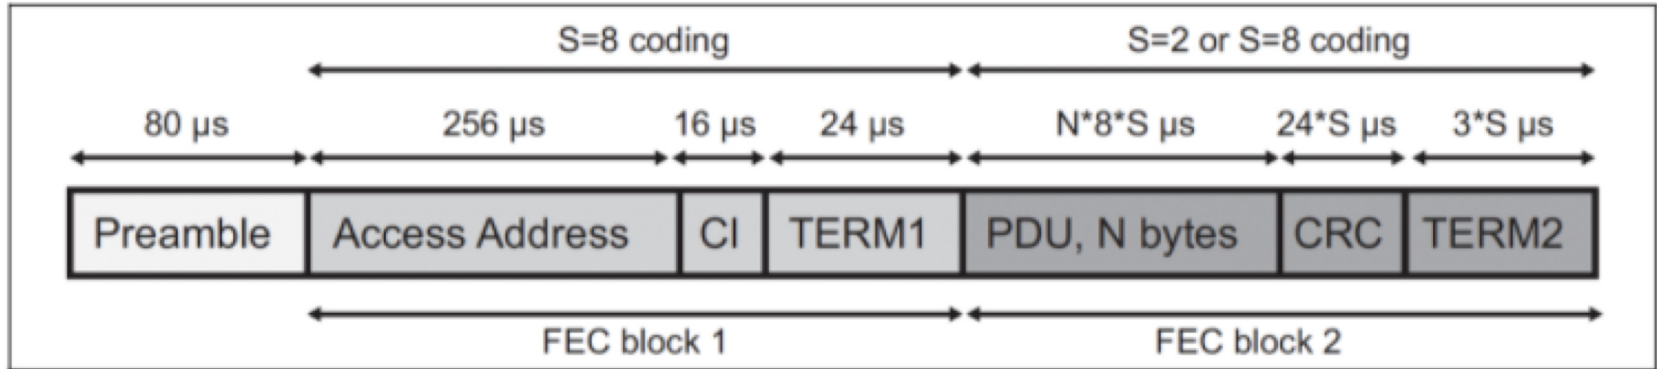 S=8 coding S=2 or S=8 coding
80 µs 256 µs 16 µs 24 µs N*8*S µs 24*S µs 3*S µs
Preamble Access Address CI TERM1 PDU, N bytes CRC TERM2
FEC block 1 FEC block 2